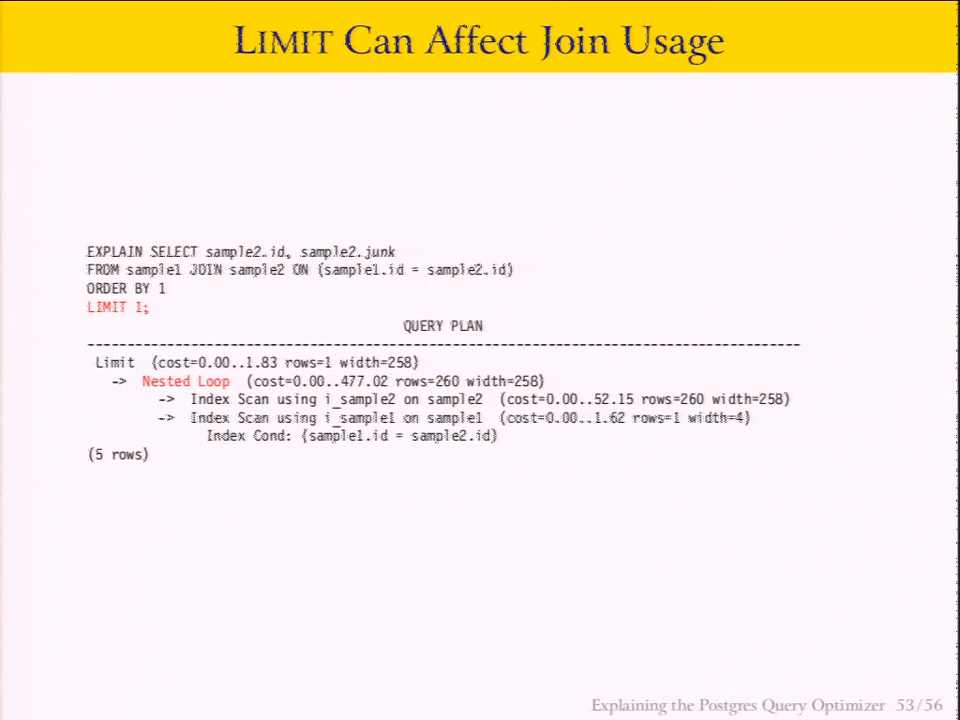 LIMIT Can Affect Join Usage
EXPLAIN SELECT sample2.id, sample2.junk
FROM sample1 JOIN sample2 ON (sample1.id = sample2.id)
ORDER BY 1
LIMIT 1;
QUERY PLAN
------------------------------------------------------------------------------------------
Limit (cost=0.00..1.83 rows=1 width=258)
-> Nested Loop (cost=0.00..477.02 rows=260 width=258)
-> Index Scan using i_sample2 on sample2 (cost=0.00..52.15 rows=260 width=258)
-> Index Scan using i_sample1 on sample1 (cost=0.00..1.62 rows=1 width=4)
Index Cond: (sample1.id = sample2.id)
(5 rows)
Explaining the Postgres Query Optimizer 53/56